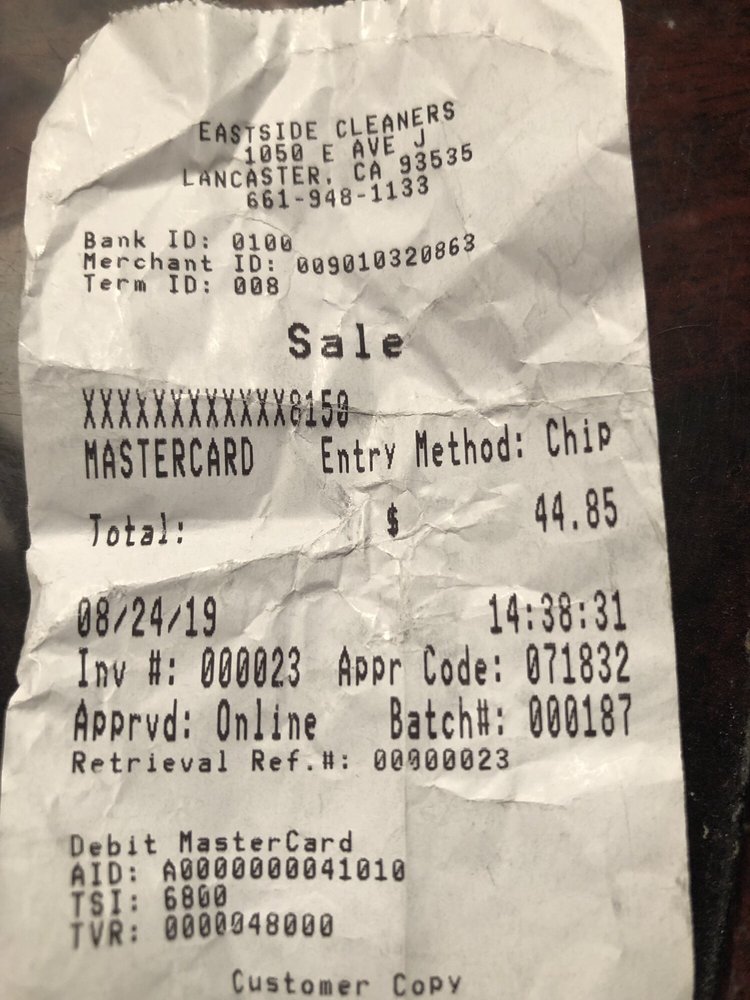 EASTSIDE CLEANERS
1050 E AVE J
LANCASTER, CA 93535
661-948-1133
Bank ID: 0100
Merchant ID: 009010320863
Term ID: 008
Sale
XXXXXXXXXXXX8150
MASTERCARD Entry Method: Chip
Total: $ 44.85
08/24/19 14:38:31
Inv #: 000023 Appr Code: 071832
Apprvd: Online Batch#: 000187
Retrieval Ref.#: 00900023
Debit MasterCard
AID: A0000000041010
TSI: 6800
TVR: 0000048000
Customer Copy